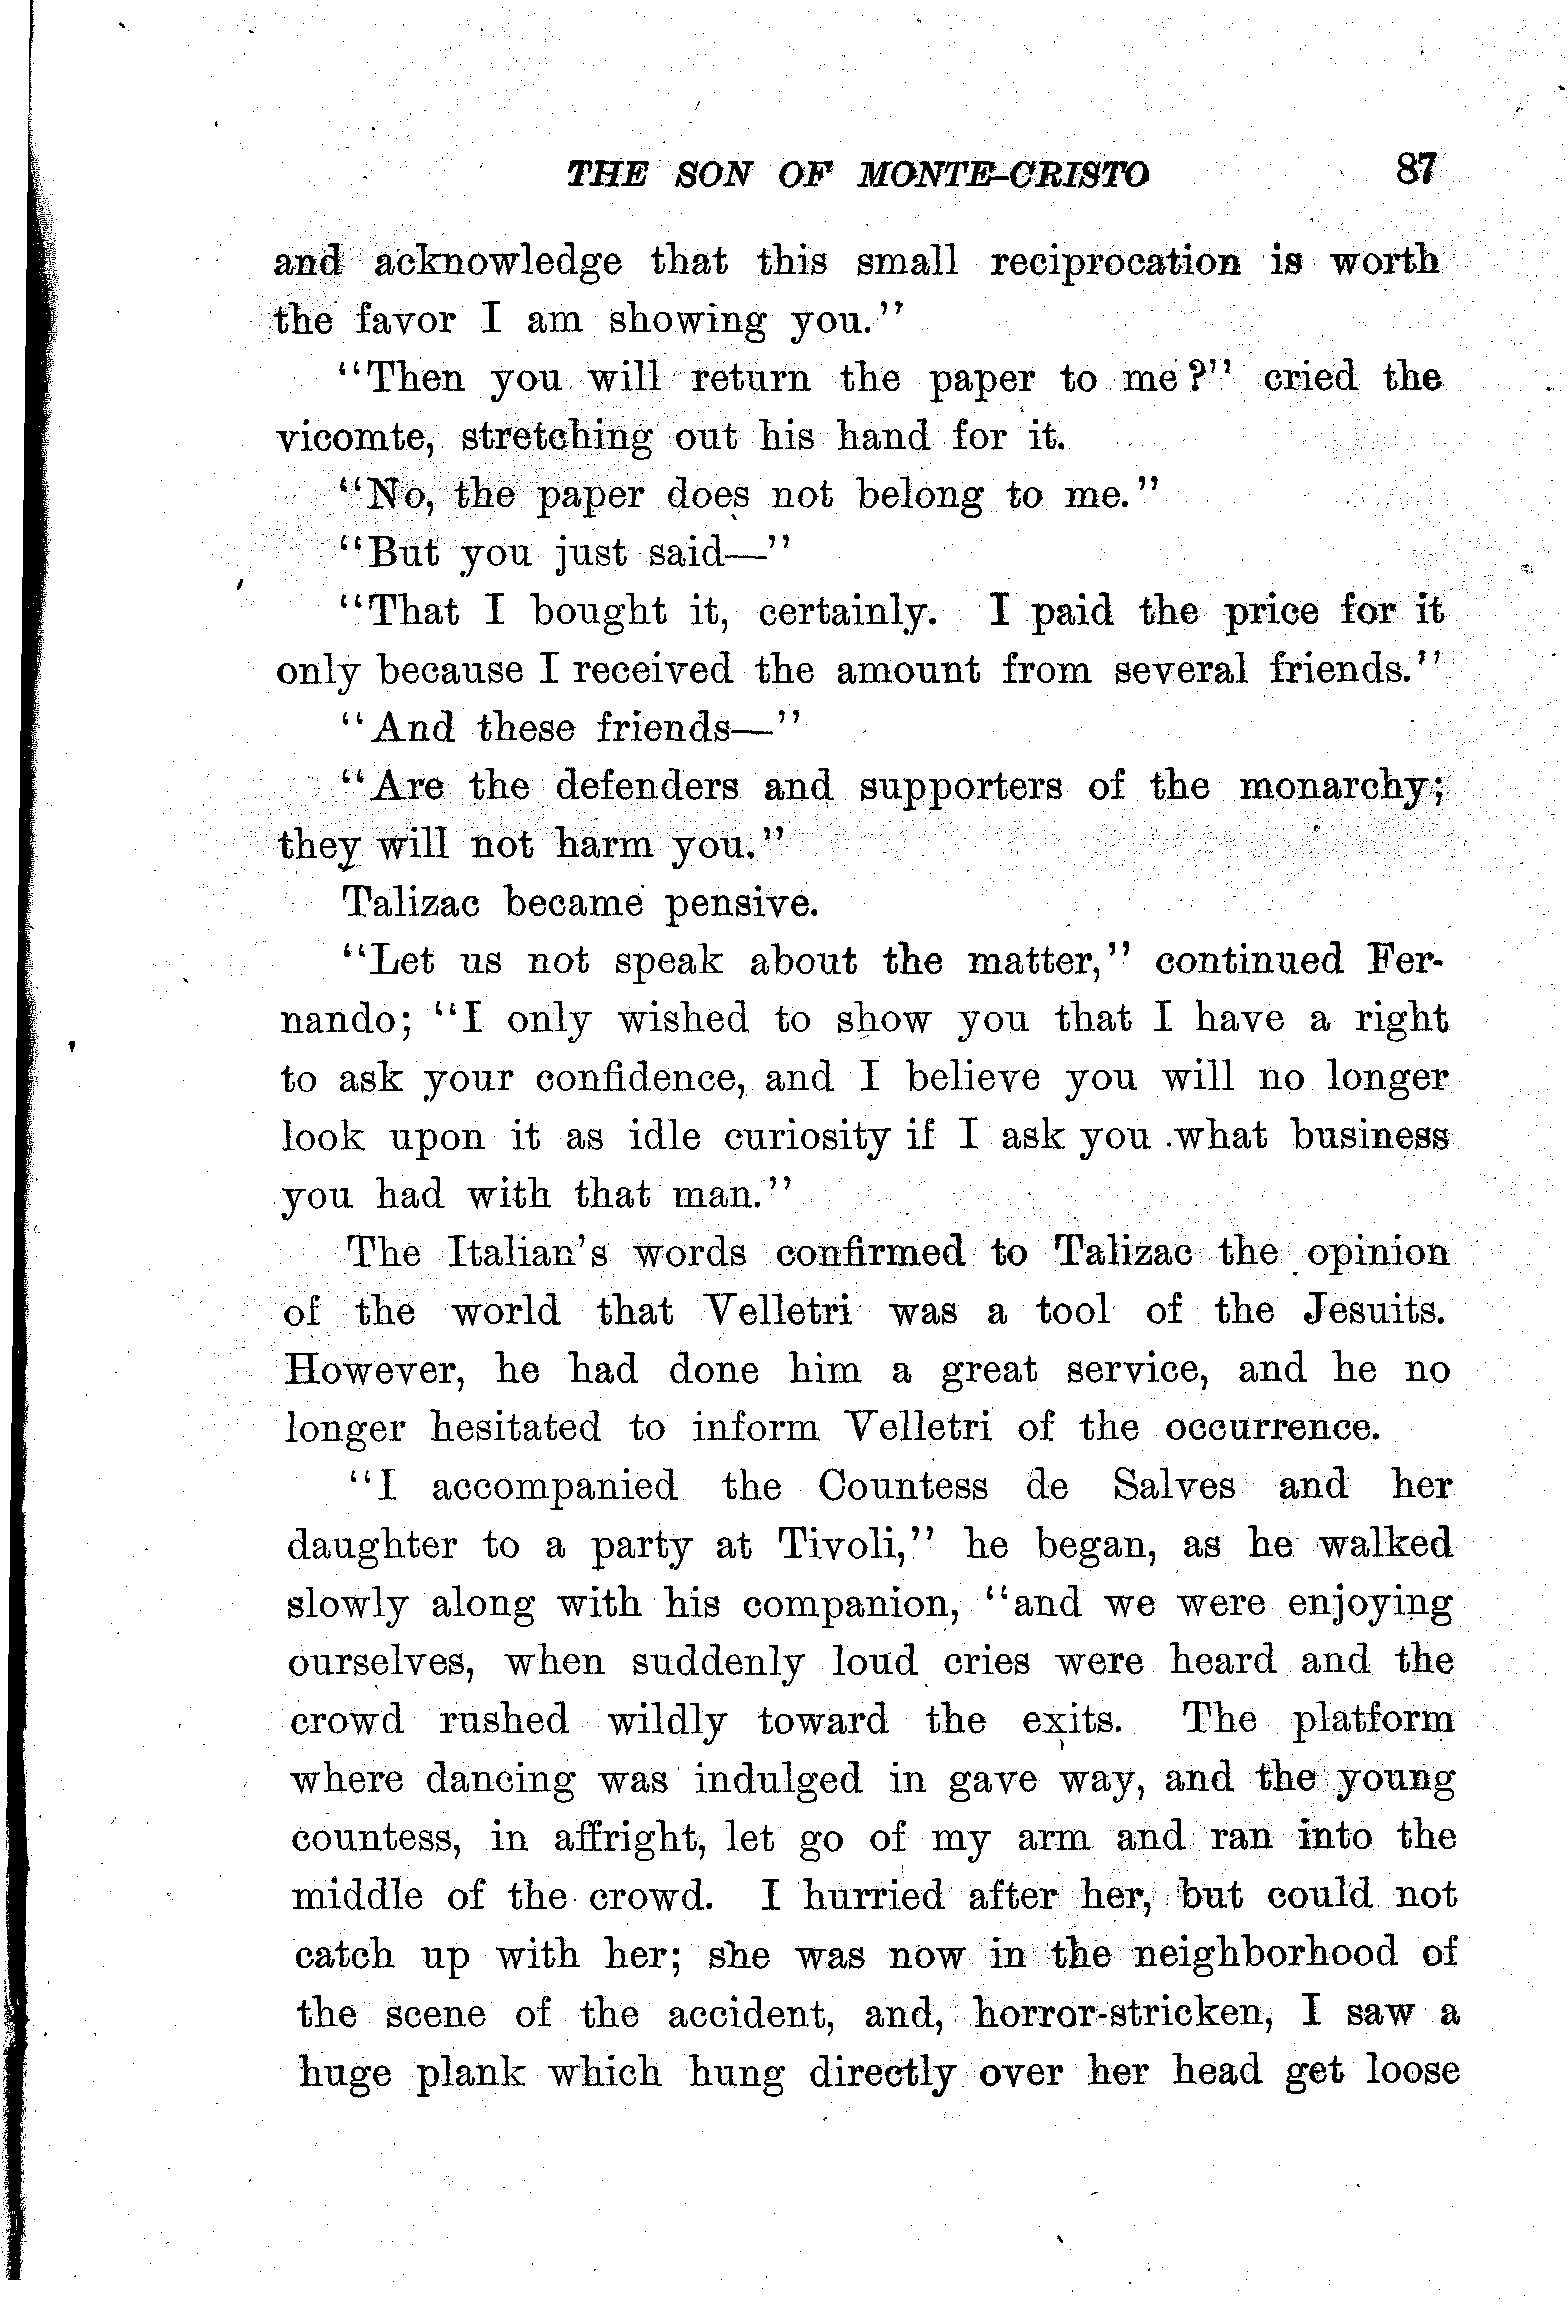 THE SON OF MONTE-CRISTO 87
and acknowledge that this small reciprocation is worth
the favor I am showing you."
"Then you will return the paper to me?" cried the
vicomte, stretching out his hand for it.
"No, the paper does not belong to me."
"But you just said—"
"That I bought it, certainly. I paid the price for it
only because I received the amount from several friends."
"And these friends—"
"Are the defenders and supporters of the monarchy;
they will not harm you."
Talizac became pensive.
"Let us not speak about the matter," continued Fer-
nando; "I only wished to show you that I have a right
to ask your confidence, and I believe you will no longer
look upon it as idle curiosity if I ask you what business
you had with that man."
The Italian's words confirmed to Talizac the opinion
of the world that Velletri was a tool of the Jesuits.
However, he had done him a great service, and he no
longer hesitated to inform Velletri of the occurrence.
"I accompanied the Countess de Salves and her
daughter to a party at Tivoli," he began, as he walked
slowly along with his companion, "and we were enjoying
ourselves, when suddenly loud cries were heard and the
crowd rushed wildly toward the exits. The platform
where dancing was indulged in gave way, and the young
countess, in affright, let go of my arm and ran into the
middle of the crowd. I hurried after her, but could not
catch up with her; she was now in the neighborhood of
the scene of the accident, and, horror-stricken, I saw a
huge plank which hung directly over her head get loose